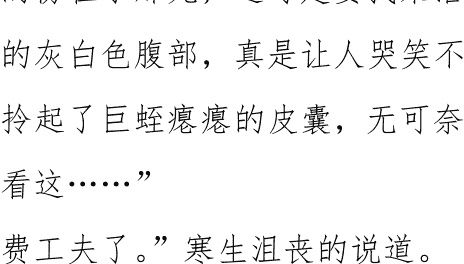 的灰白色腹部，真是让人哭笑不
拎起了巨蛭瘪瘪的皮囊，无可奈
看这……”
费工夫了。”寒生沮丧的说道。